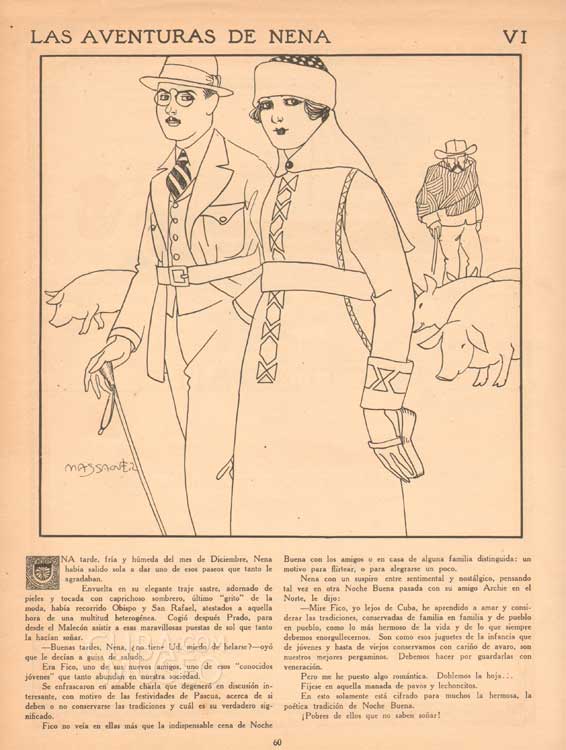 LAS AVENTURAS DE NENA VI
MASSAGUER
UNA tarde, fría y húmeda del mes de Diciembre, Nena
había salido sola a dar uno de esos paseos que tanto le
agradaban.
Envuelta en su elegante traje sastre, adornado de
pieles y tocada con caprichoso sombrero, último "grito" de
la moda, había recorrido Obispo y San Rafael, atestados a aquella
hora de una multitud heterogénea. Cogió después Prado, para
desde el Malecón asistir a esas maravillosas puestas de sol que tanto
la hacían soñar.
—Buenas tardes, Nena, ¿no tiene Ud. miedo de helarse?—oyó
que le decían a guisa de saludo.
Era Fico, uno de sus nuevos amigos, uno de esos "conocidos
jóvenes" que tanto abundan en nuestra sociedad.
Se enfrascaron en amable charla que degeneró en discusión in-
teresante, con motivo de las festividades de Pascua, acerca de si
deben o no conservarse las tradiciones y cuál es su verdadero sig-
nificado.
Fico no veía en ellas más que la indispensable cena de Noche
Buena con los amigos o en casa de alguna familia distinguida: un
motivo para flirtear, o para alegrarse un poco.
Nena con un suspiro entre sentimental y nostálgico, pensando
tal vez en otra Noche Buena pasada con su amigo Archie en el
Norte, le dijo:
—Mire Fico, yo lejos de Cuba, he aprendido a amar y consi-
derar las tradiciones, conservadas de familia en familia y de pueblo
en pueblo, como lo más hermoso de la vida y de lo que siempre
debemos enorgullecernos. Son como esos juguetes de la infancia que
de jóvenes y hasta de viejos conservamos con cariño de avaro, son
nuestros mejores pergaminos. Debemos hacer por guardarlas con
veneración.
Pero me he puesto algo romántica. Doblemos la hoja...
Fíjese en aquella manada de pavos y lechoncitos.
En esto solamente está cifrado para muchos la hermosa, la
poética tradición de Noche Buena.
¡Pobres de ellos que no saben soñar!
60